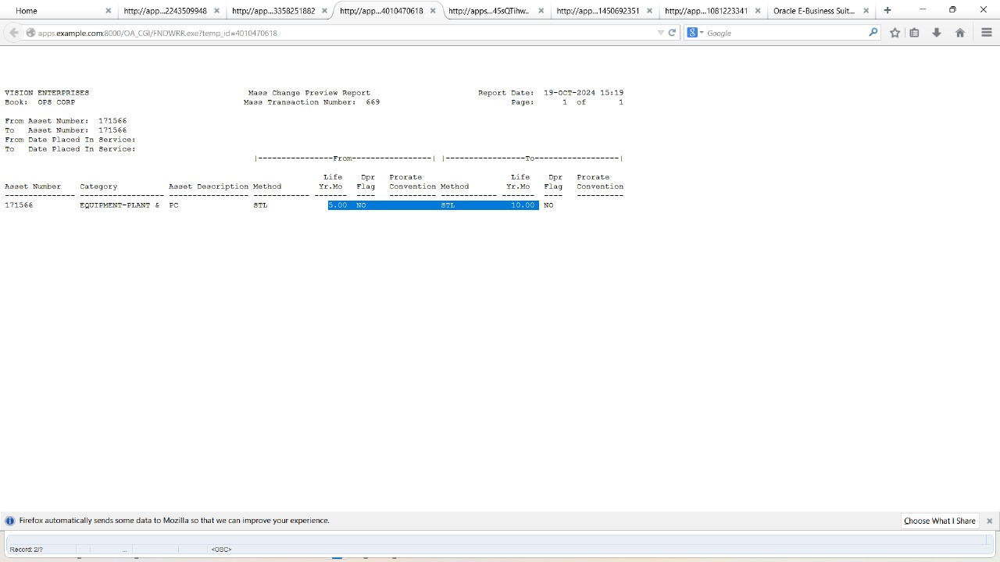 Home
http://app...2243509948
http://app...3358251882
http://app...4010470618
http://apps...45sQTihw..
http://app...1450692351
http://app...1081223341
Oracle E-Business Suit...
apps.example.com:8000/OA_CGI/FNDWRR.exe?temp_id=4010470618
Google
VISION ENTERPRISES Mass Change Preview Report Report Date: 19-OCT-2024 15:19
Book: OPS CORP Mass Transaction Number: 669 Page: 1 of 1
From Asset Number: 171566
To Asset Number: 171566
From Date Placed In Service:
To Date Placed In Service:
|----------------From-----------------| |-----------------To------------------|
Life Dpr Prorate Life Dpr Prorate
Asset Number Category Asset Description Method Yr.Mo Flag Convention Method Yr.Mo Flag Convention
--------------- ------------------ ----------------- ------------ ------- ---- ---------- ------------ ------- ---- ----------
171566 EQUIPMENT-PLANT & PC STL 5.00 NO STL 10.00 NO
Firefox automatically sends some data to Mozilla so that we can improve your experience.
Choose What I Share
Record: 2/? ... <OSC>